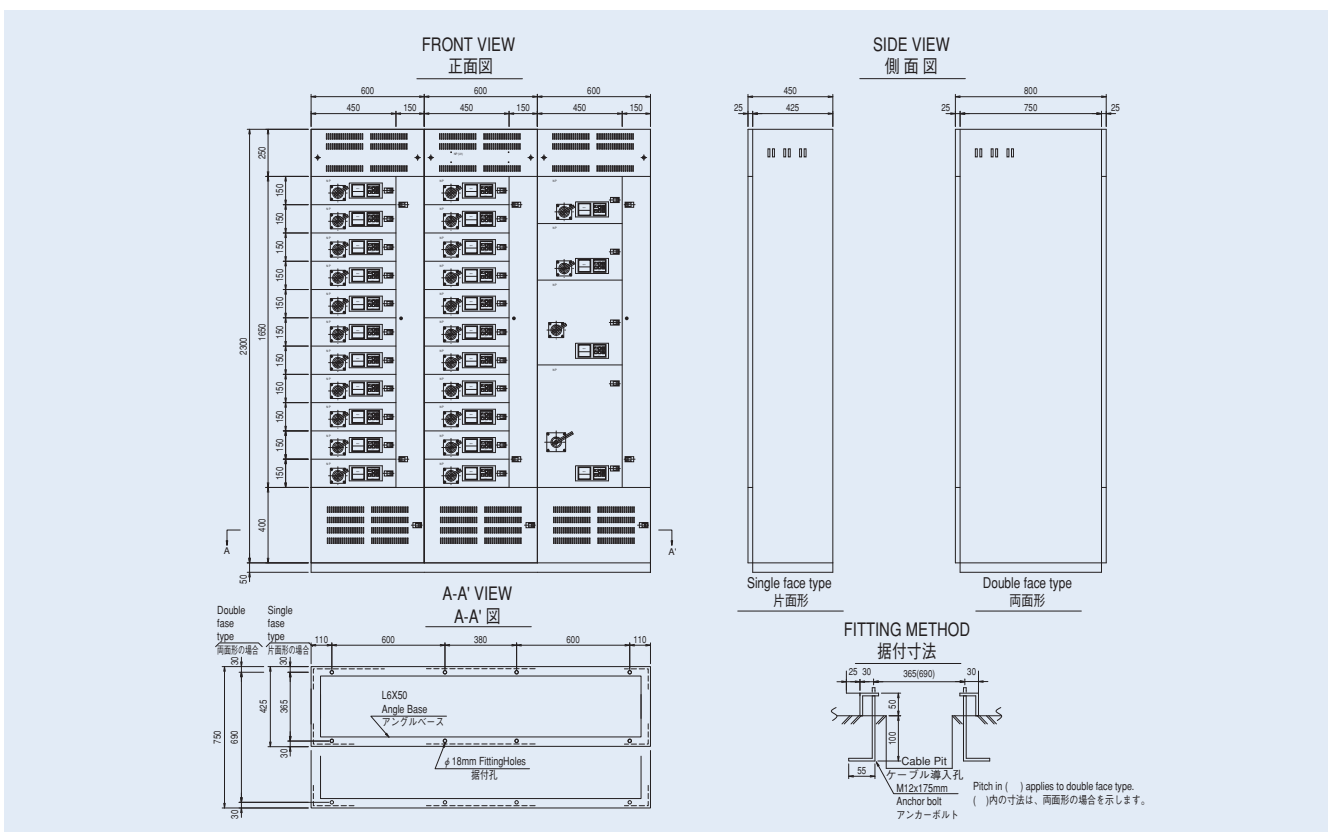 FRONT VIEW
正面図
600 600 600
450 150 450 150 450 150
2300
250
1650
150
150
150
150
150
150
150
150
150
150
150
400
50
A A'
SIDE VIEW
側面図
450
25 425
800
25 750 25
Single face type
片面形
Double face type
両面形
A-A' VIEW
A-A' 図
Double
fase
type
両面形の場合
Single
fase
type
片面形の場合
110 600 380 600 110
30 30
750 690 425 365
30
30
L6X50
Angle Base
アングルベース
φ18mm FittingHoles
据付孔
FITTING METHOD
据付寸法
25 30 365(690) 30
50
100
55
Cable Pit
ケーブル導入孔
M12x175mm
Anchor bolt
アンカーボルト
Pitch in ( ) applies to double face type.
( )内の寸法は、両面形の場合を示します。